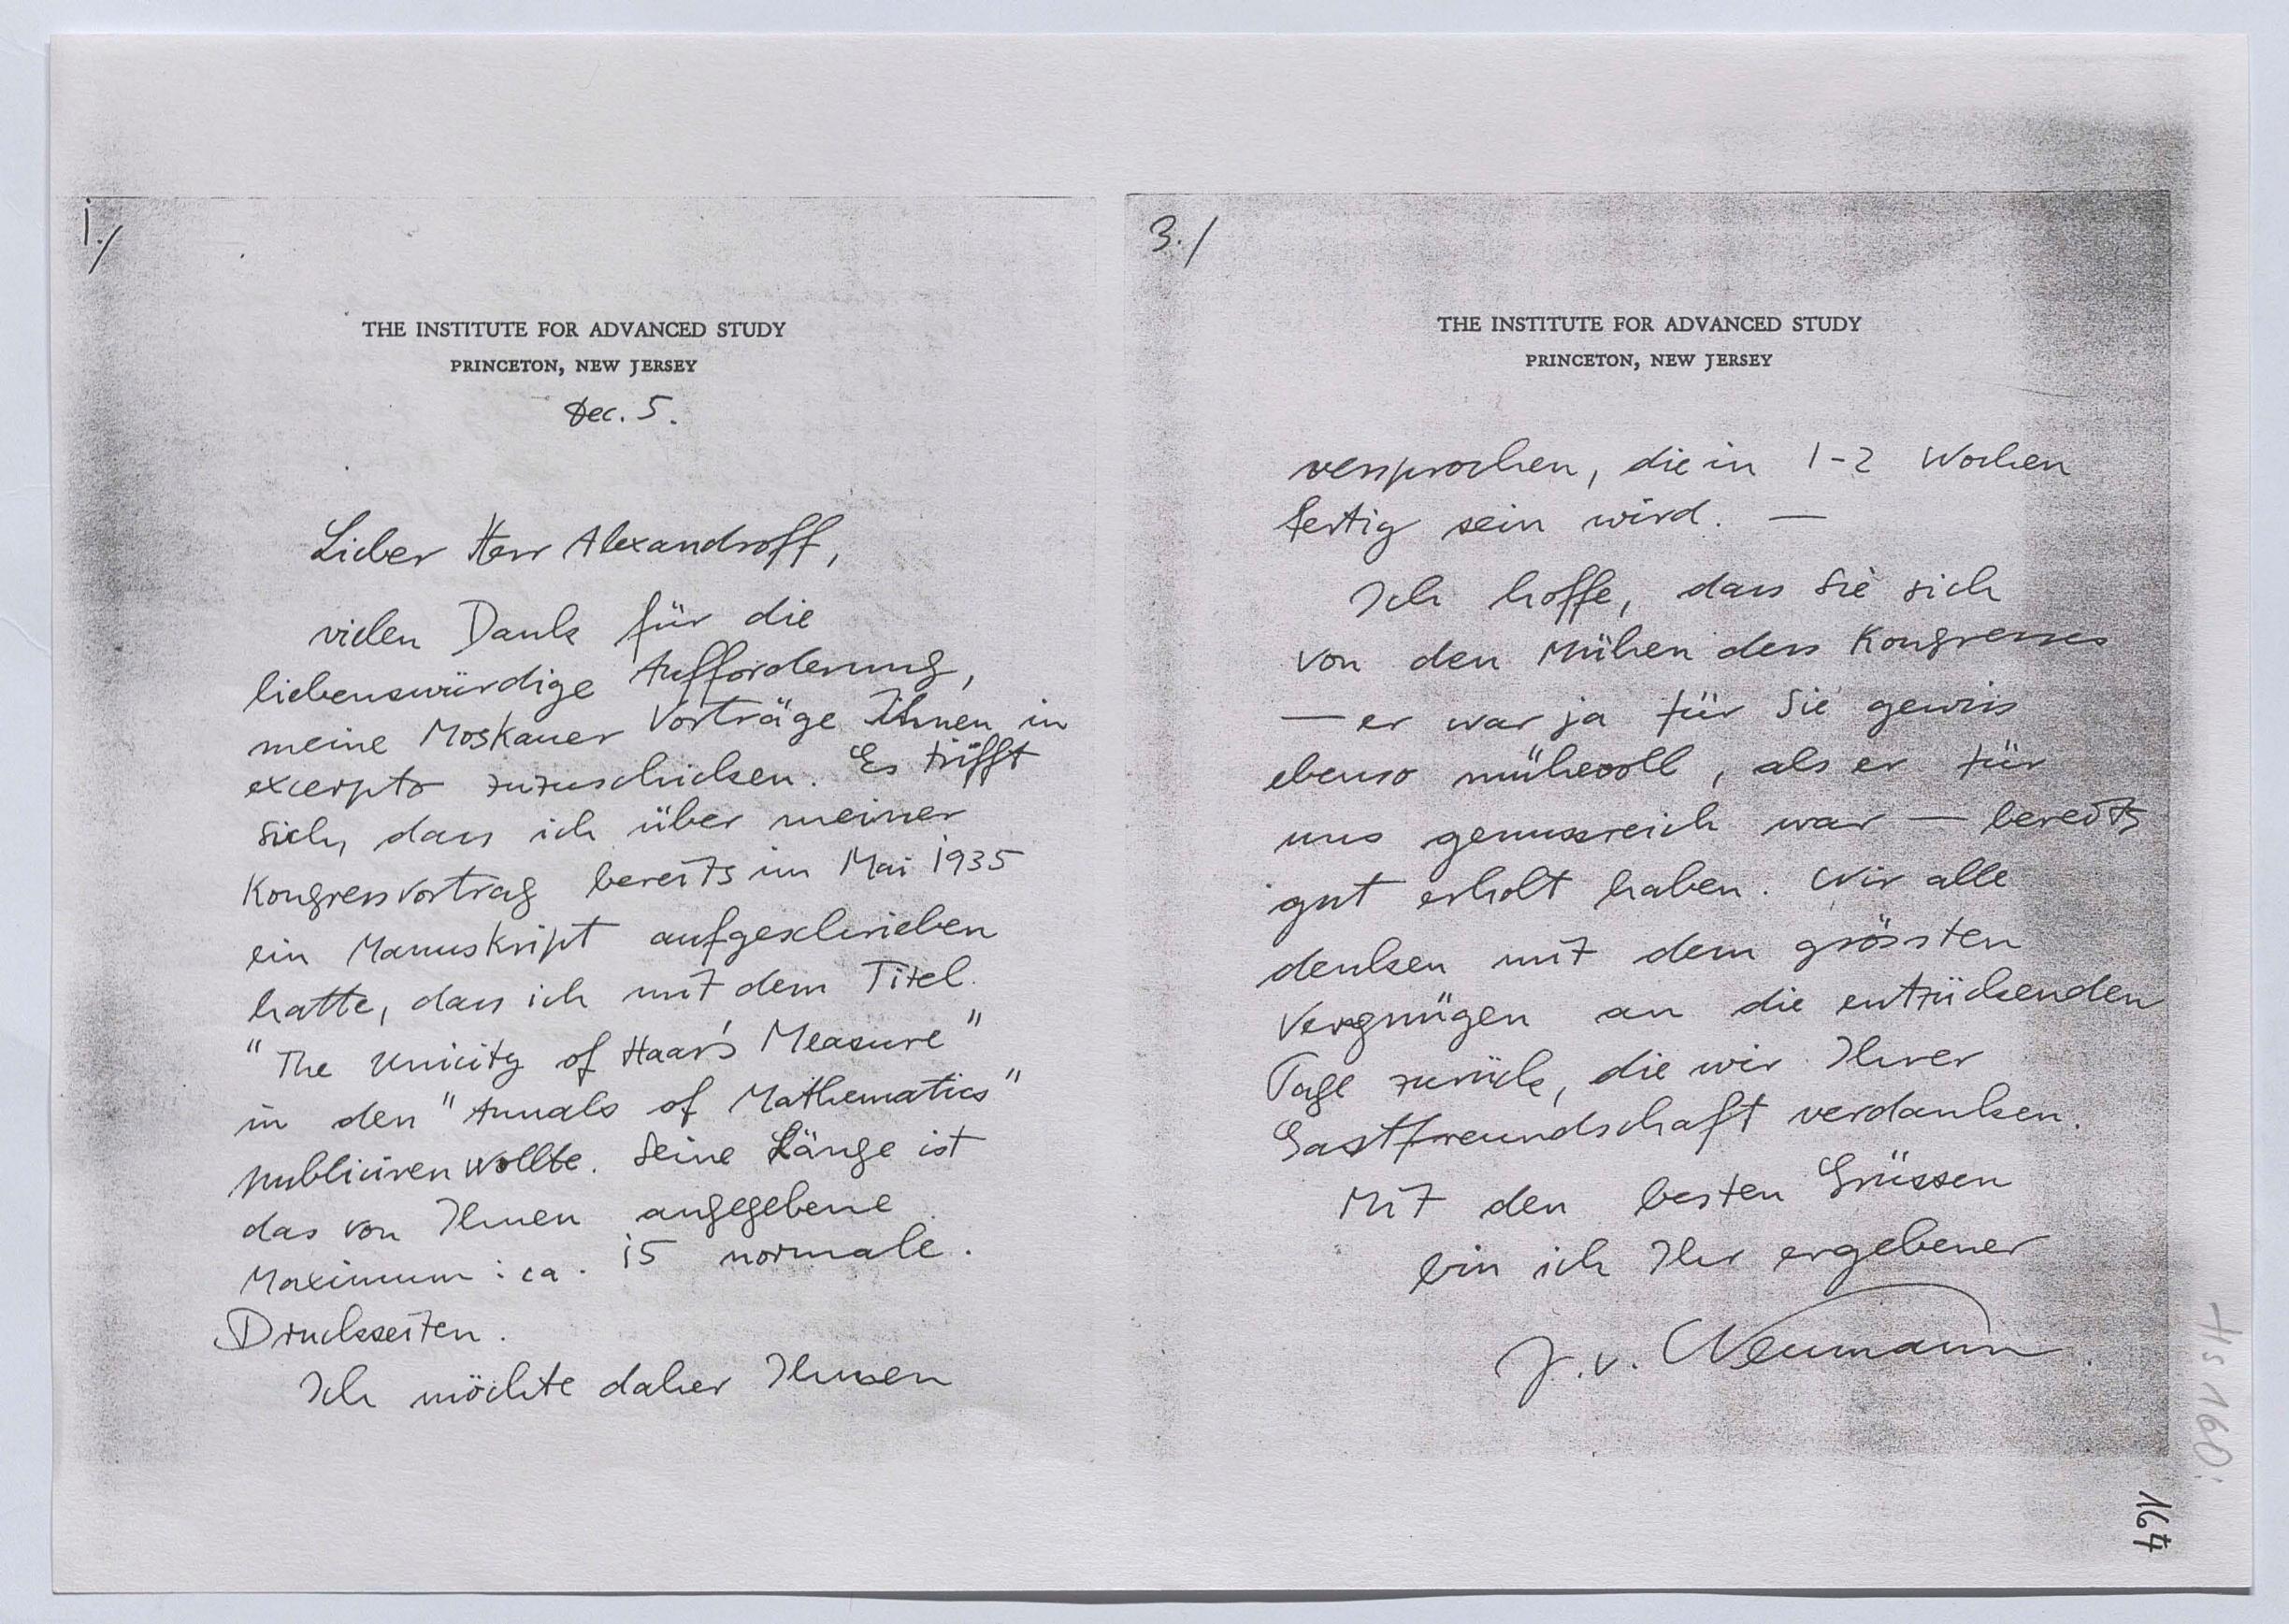 1./
THE INSTITUTE FOR ADVANCED STUDY
PRINCETON, NEW JERSEY
Dec. 5.
Lieber Herr Alexandroff,
vielen Dank für die
liebenswürdige Aufforderung,
meine Moskauer Vorträge Ihnen in
excerpto zuzuschicken. Es trifft
sich, dass ich über meiner
Kongressvortrag bereits im Mai 1935
ein Manuskript aufgeschrieben
hatte, dass ich mit dem Titel
"The Unicity of Haar's Measure"
in den "Annals of Mathematics"
publiciren wollte. Seine Länge ist
das von Ihnen angegebene
Maximum: ca. 15 normale
Druckseiten.
Ich möchte daher Ihnen
3./
THE INSTITUTE FOR ADVANCED STUDY
PRINCETON, NEW JERSEY
versprochen, die in 1-2 Wochen
fertig sein wird. —
Ich hoffe, dass Sie sich
von den Mühen dess Kongresses
— er war ja für Sie gewiss
ebenso mühevoll, als er für
uns genussreich war — bereits
gut erholt haben. Wir alle
denken mit dem grössten
Vergnügen an die entzückenden
Tage zurück, die wir Ihrer
Gastfreundschaft verdanken.
Mit den besten Grüssen
bin ich Ihr ergebener
J. v. Neumann
Hs 160:
167